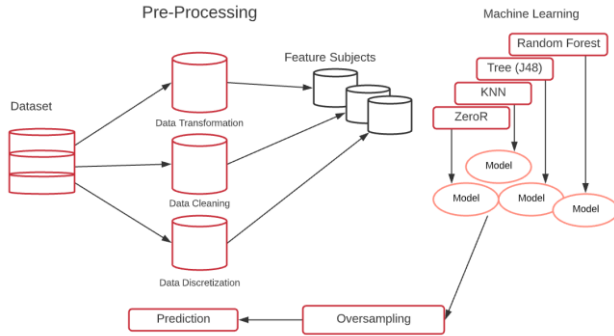 Pre-Processing
Machine Learning
Random Forest
Feature Subjects
Tree (J48)
KNN
Dataset
ZeroR
Data Transformation
Model
Model
Model
Model
Data Cleaning
Data Discretization
Prediction
Oversampling